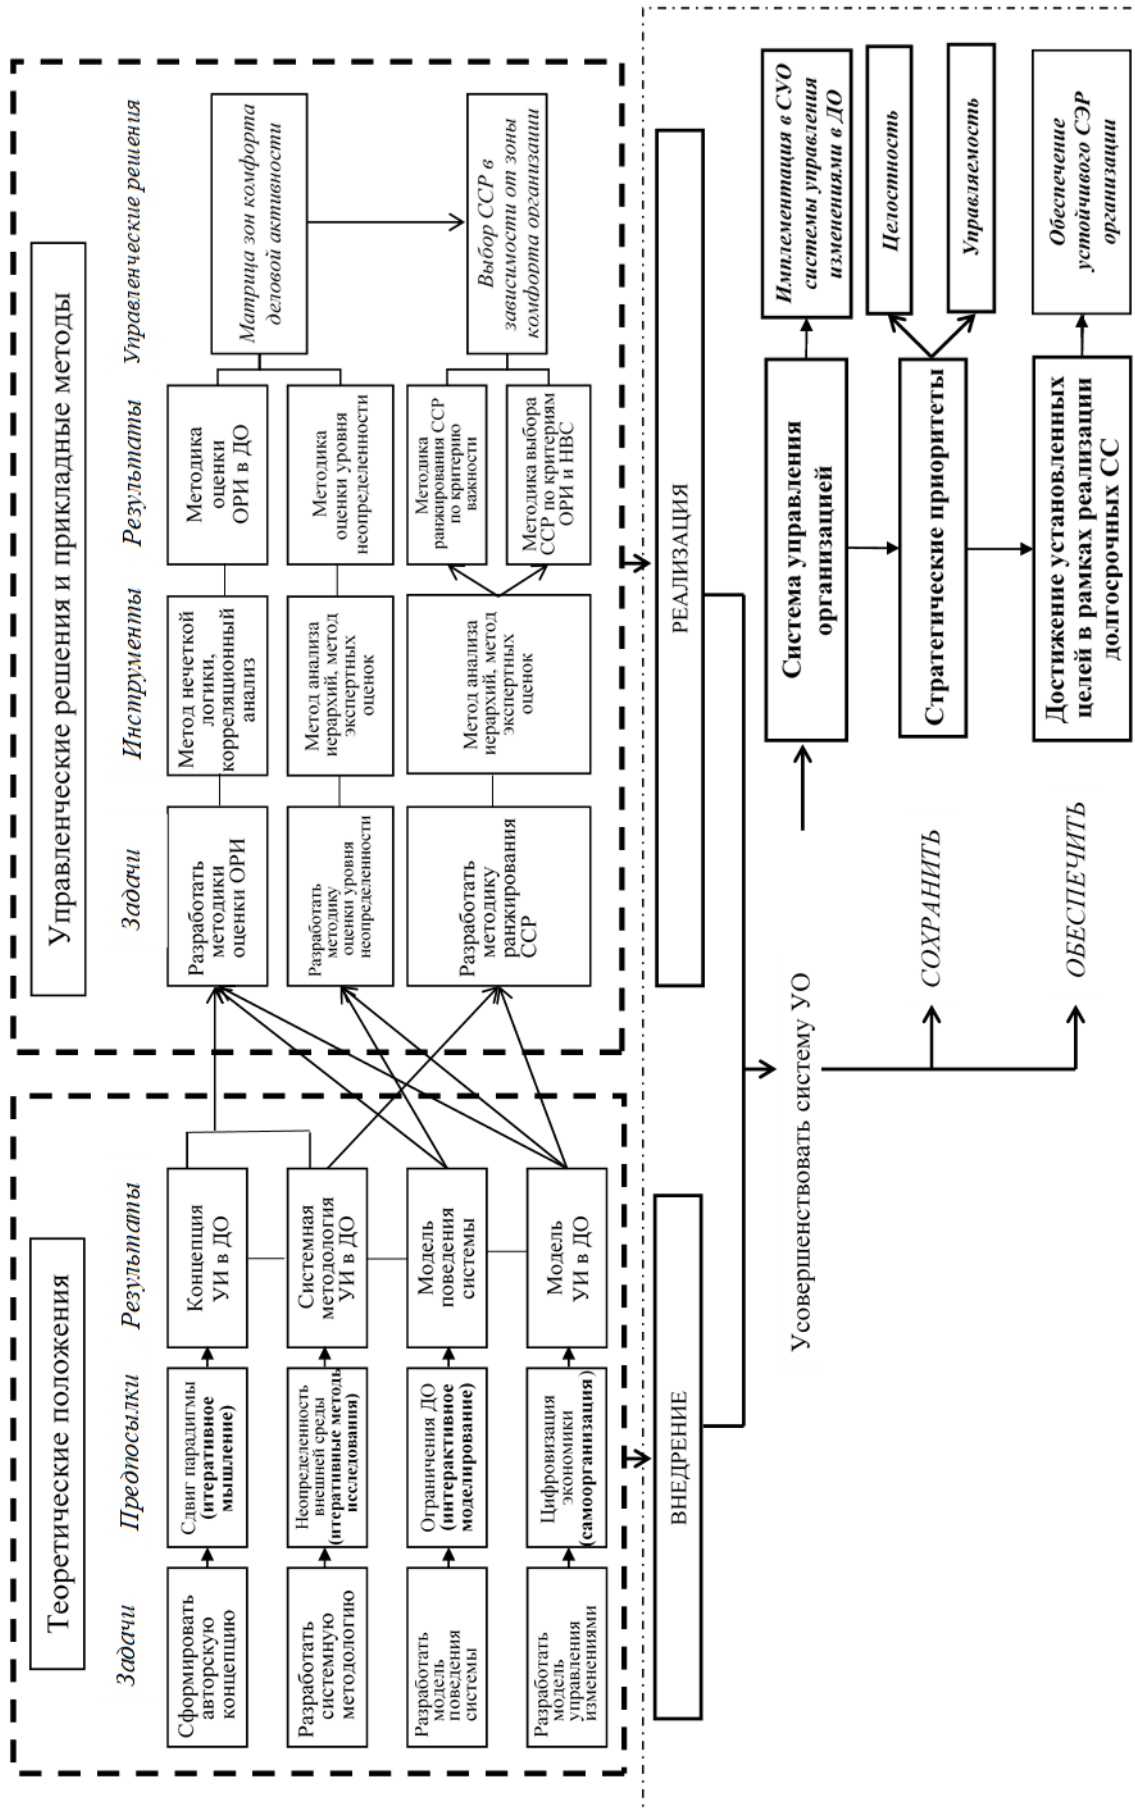 Теоретические положения
Задачи
Предпосылки
Результаты
Сформировать
авторскую
концепцию
Сдвиг парадигмы
(итеративное
мышление)
Концепция
УИ в ДО
Разработать
системную
методологию
Неопределенность
внешней среды
(итеративные методы
исследования)
Системная
методология
УИ в ДО
Разработать
модель
поведения
системы
Ограничения ДО
(интерактивное
моделирование)
Модель
поведения
системы
Разработать
модель
управления
изменениями
Цифровизация
экономики
(самоорганизация)
Модель
УИ в ДО
Управленческие решения и прикладные методы
Задачи
Инструменты
Результаты
Управленческие решения
Разработать
методики
оценки ОРИ
Метод нечеткой
логики,
корреляционный
анализ
Методика
оценки
ОРИ в ДО
Матрица зон комфорта
деловой активности
Разработать
методику
оценки уровня
неопределенности
Метод анализа
иерархий, метод
экспертных
оценок
Методика
оценки уровня
неопределенности
Разработать
методику
ранжирования
ССР
Метод анализа
иерархий, метод
экспертных
оценок
Методика
ранжирования ССР
по критерию
важности
Методика выбора
ССР по критериям
ОРИ и НВС
Выбор ССР в
зависимости от зоны
комфорта организации
ВНЕДРЕНИЕ
РЕАЛИЗАЦИЯ
Усовершенствовать систему УО
СОХРАНИТЬ
ОБЕСПЕЧИТЬ
Система управления
организацией
Имплементация в СУО
системы управления
изменениями в ДО
Стратегические приоритеты
Целостность
Управляемость
Достижение установленных
целей в рамках реализации
долгосрочных СС
Обеспечение
устойчивого СЭР
организации